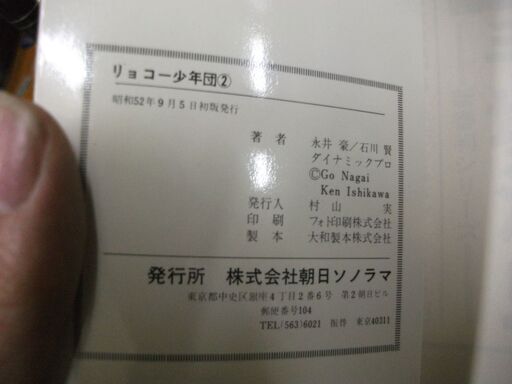 リョコー少年団②
昭和52年9月5日初版発行
著者 永井豪/石川賢
ダイナミックプロ
©Go Nagai
Ken Ishikawa
発行人 村山実
印刷 フォト印刷株式会社
製本 大和製本株式会社
発行所 株式会社朝日ソノラマ
東京都中央区銀座4丁目2番6号 第2朝日ビル
郵便番号104
TEL(563)6021 振替 東京40311